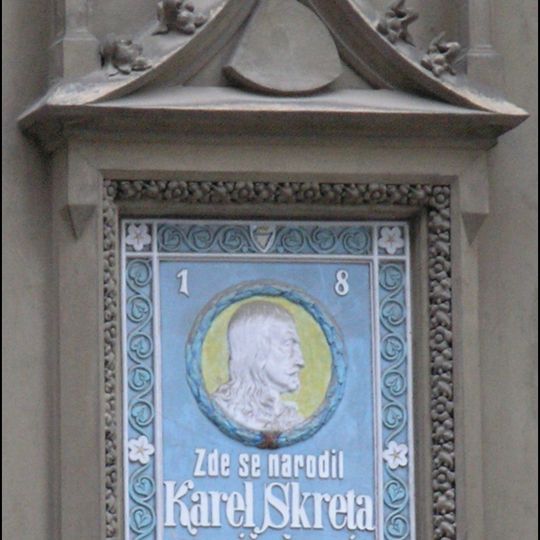 1 8
Zde se narodil
Karel Skreta